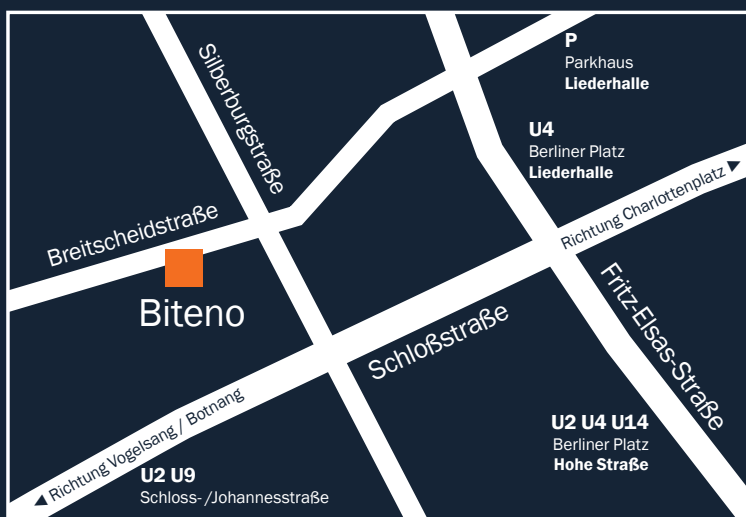 P
Parkhaus
Liederhalle
Silberburgstraße
U4
Berliner Platz
Liederhalle
Richtung Charlottenplatz
Breitscheidstraße
Biteno
Schloßstraße
Fritz-Elsas-Straße
Richtung Vogelsang / Botnang
U2 U4 U14
Berliner Platz
Hohe Straße
U2 U9
Schloss-/Johannesstraße